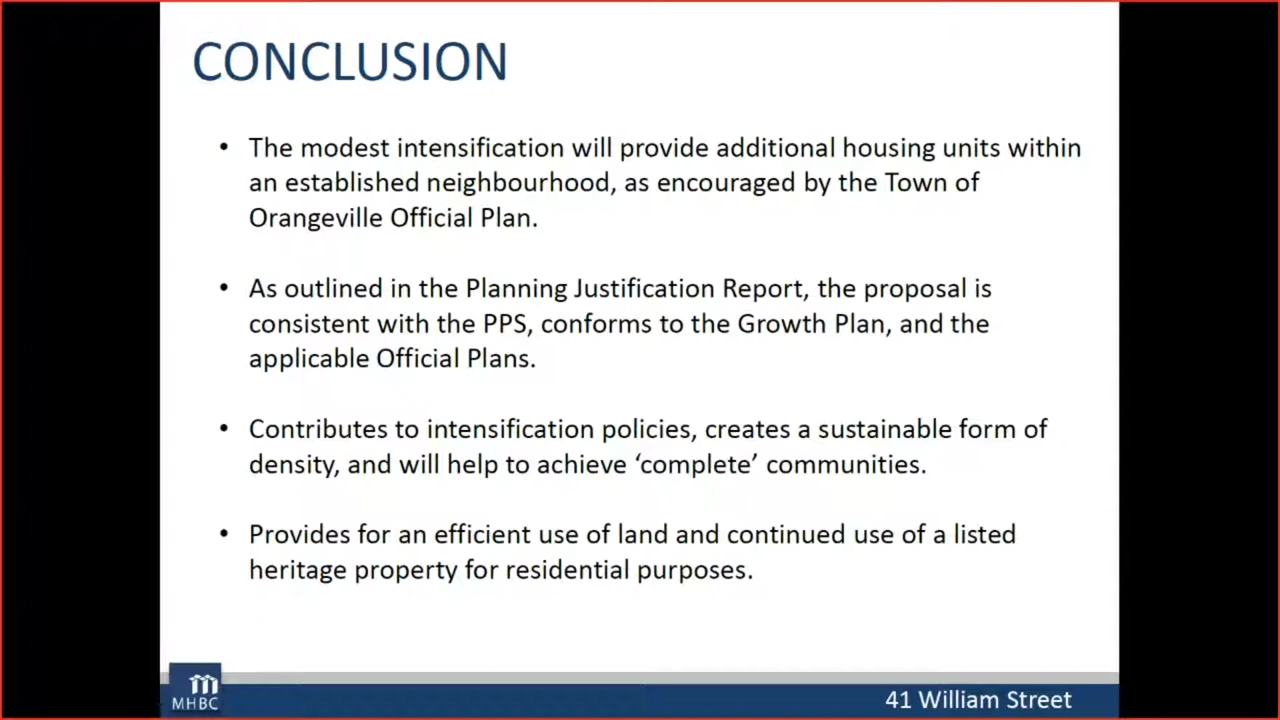 CONCLUSION
• The modest intensification will provide additional housing units within
an established neighbourhood, as encouraged by the Town of
Orangeville Official Plan.
• As outlined in the Planning Justification Report, the proposal is
consistent with the PPS, conforms to the Growth Plan, and the
applicable Official Plans.
• Contributes to intensification policies, creates a sustainable form of
density, and will help to achieve ‘complete’ communities.
• Provides for an efficient use of land and continued use of a listed
heritage property for residential purposes.
MHBC
41 William Street